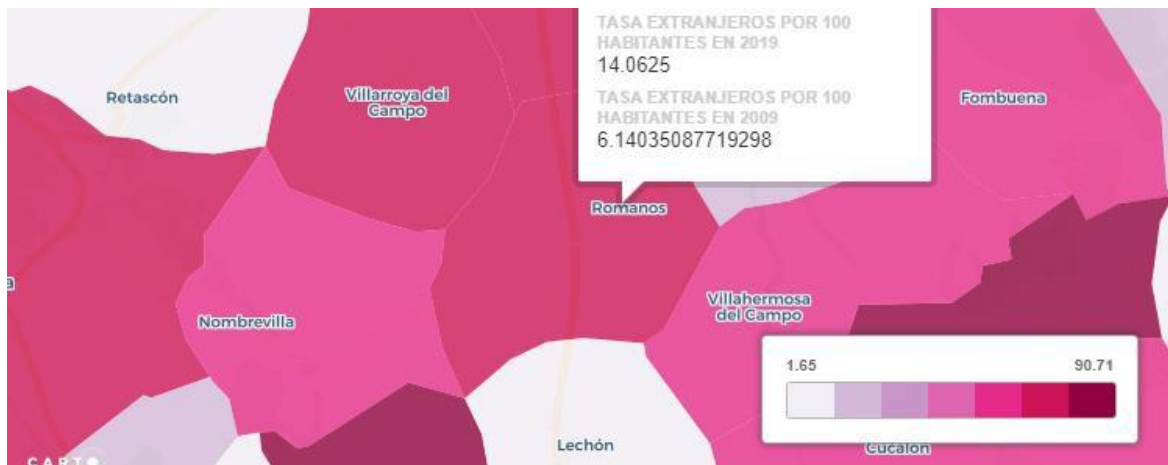 TASA EXTRANJEROS POR 100
HABITANTES EN 2019
14.0625
TASA EXTRANJEROS POR 100
HABITANTES EN 2009
6.14035087719298
Retascón
Villarroya del
Campo
Fombuena
Romanos
a
Villahermosa
del Campo
Nombrevilla
1.65 90.71
Lechón
Cucalón
CARTO